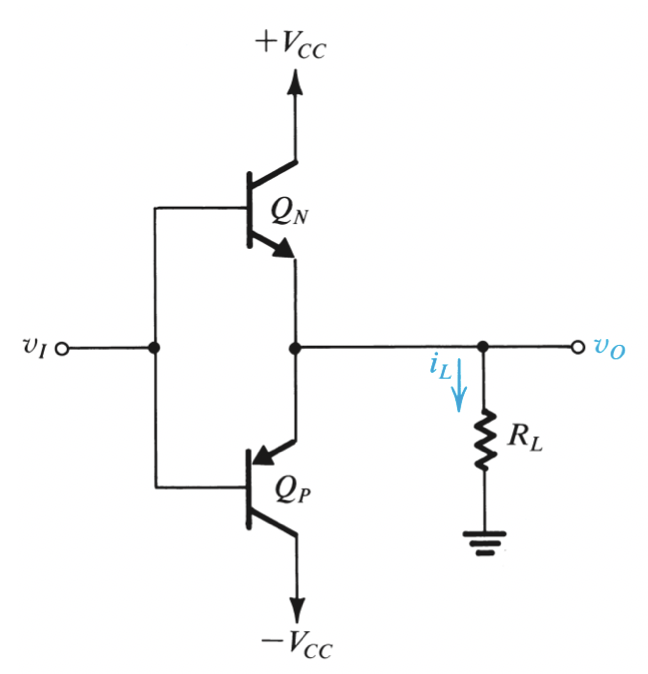 +V_CC
Q_N
v_I
v_O
i_L
R_L
Q_P
−V_CC